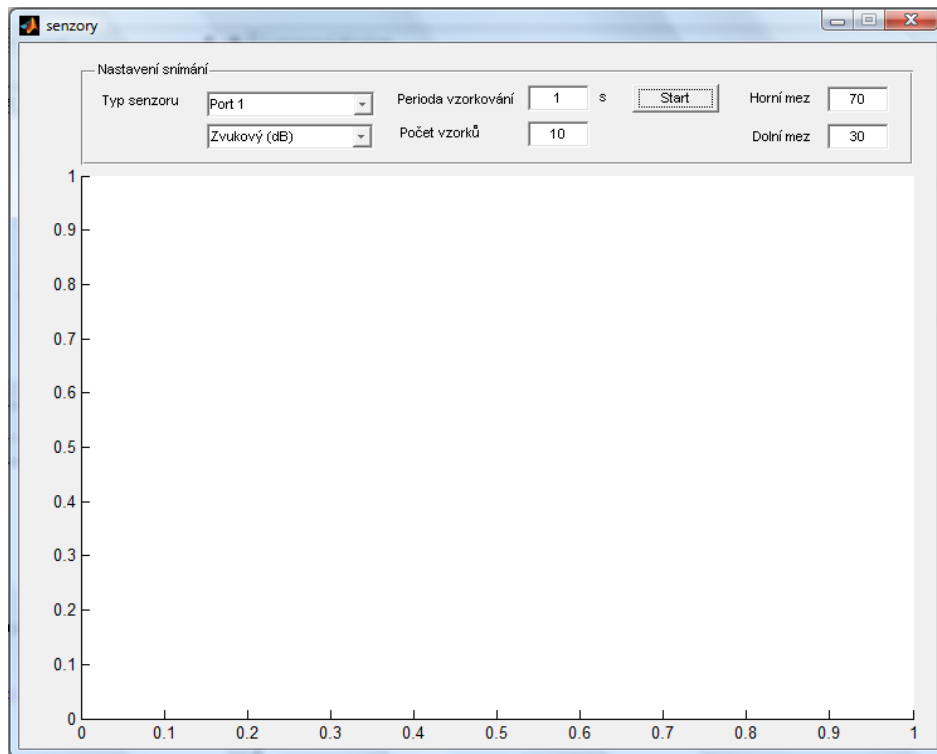 senzory
Nastavení snímání
Typ senzoru Port 1 Perioda vzorkování 1 s Start Horní mez 70
Zvukový (dB) Počet vzorků 10 Dolní mez 30
1
0.9
0.8
0.7
0.6
0.5
0.4
0.3
0.2
0.1
0
0 0.1 0.2 0.3 0.4 0.5 0.6 0.7 0.8 0.9 1